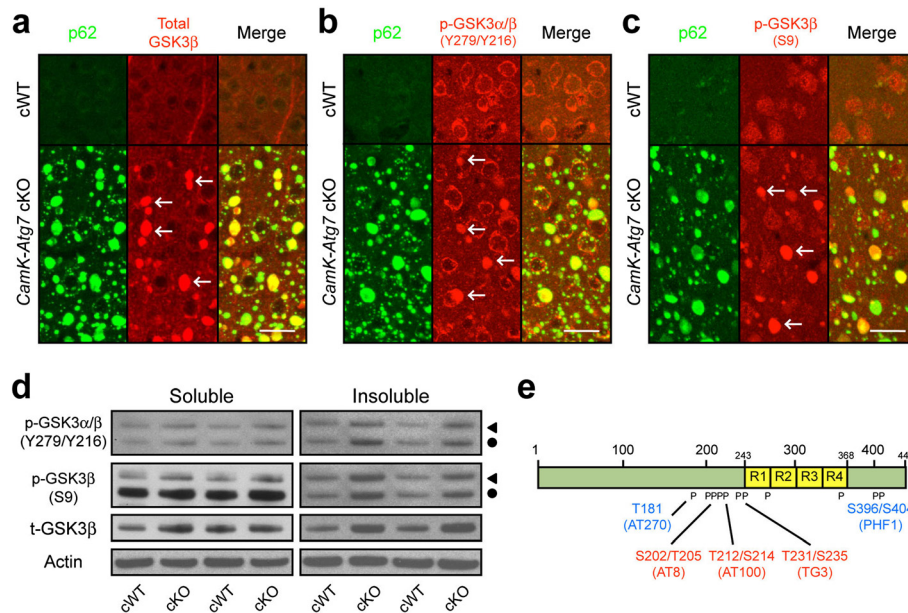 a
p62
Total GSK3β
Merge
cWT
CamK-Atg7 cKO
b
p62
p-GSK3α/β (Y279/Y216)
Merge
cWT
CamK-Atg7 cKO
c
p62
p-GSK3β (S9)
Merge
cWT
CamK-Atg7 cKO
d
Soluble
Insoluble
p-GSK3α/β
(Y279/Y216)
p-GSK3β
(S9)
t-GSK3β
Actin
cWT cKO cWT cKO cWT cKO cWT cKO
e
1 100 200 243 300 368 400 44
R1 R2 R3 R4
P PPPP P P P P P P
T181
(AT270)
S396/S404
(PHF1)
S202/T205 T212/S214 T231/S235
(AT8) (AT100) (TG3)